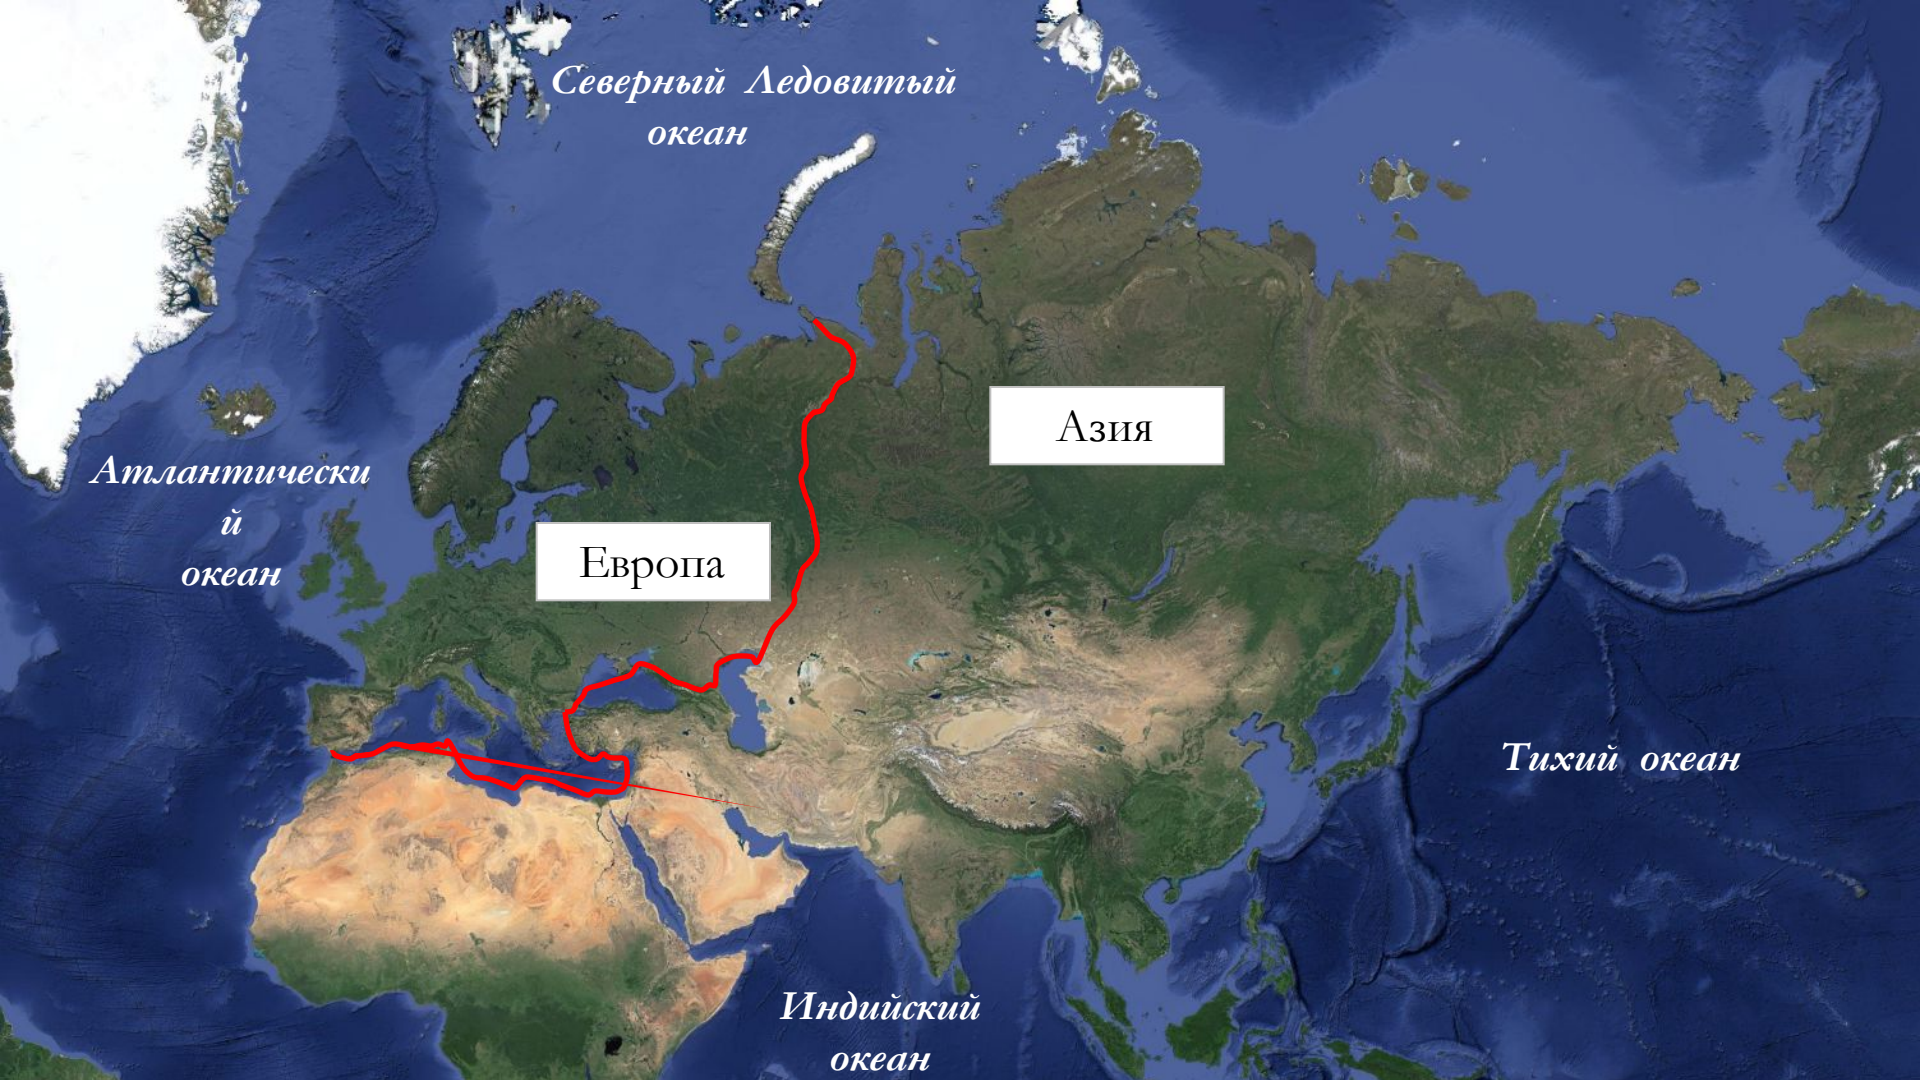 Северный Ледовитый
океан
Азия
Атлантически
й
океан
Европа
Тихий океан
Индийский
океан